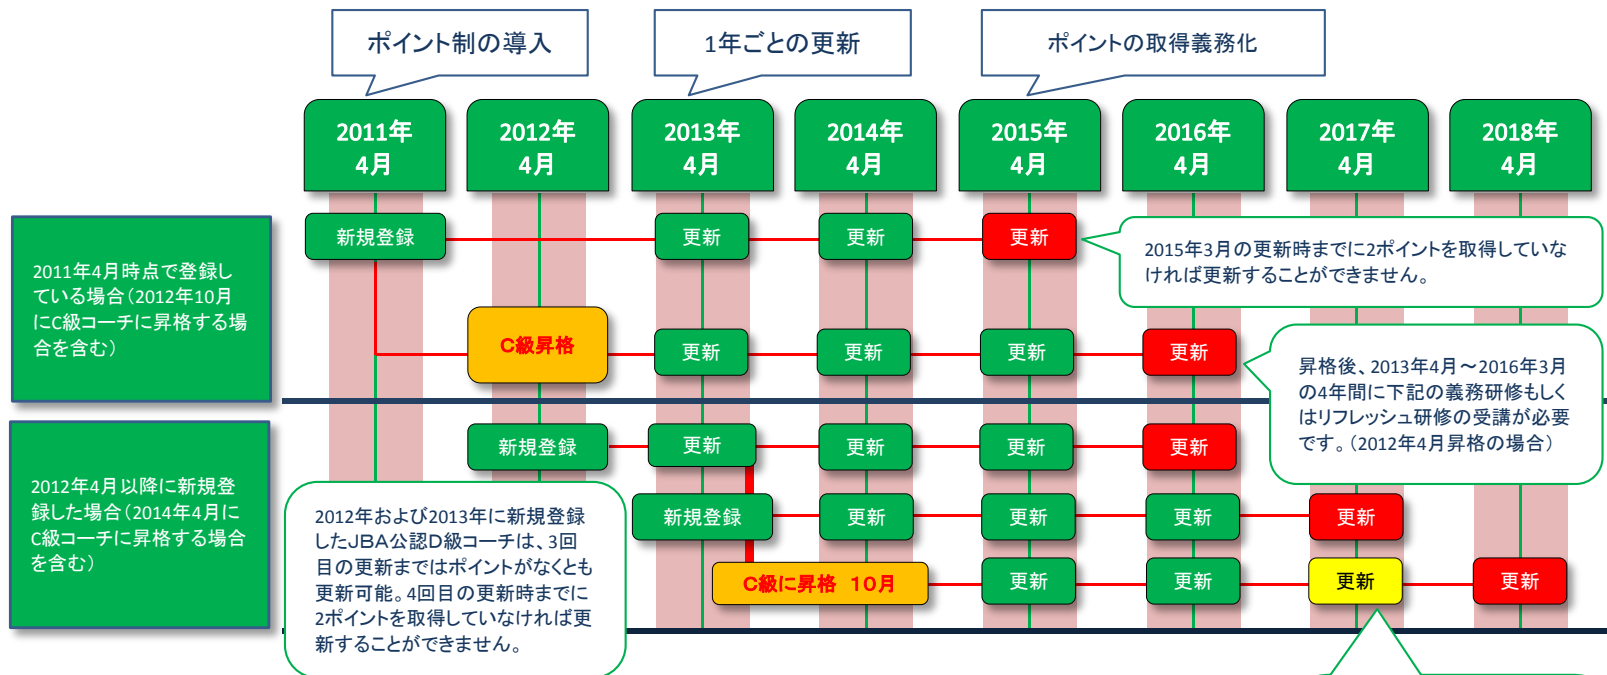 ポイント制の導入
1年ごとの更新
ポイントの取得義務化
2011年
4月
2012年
4月
2013年
4月
2014年
4月
2015年
4月
2016年
4月
2017年
4月
2018年
4月
2011年4月時点で登録し
ている場合（2012年10月
にC級コーチに昇格する場
合を含む）
新規登録
更新
更新
更新
2015年3月の更新時までに2ポイントを取得していな
ければ更新することができません。
C級昇格
更新
更新
更新
更新
昇格後、2013年4月～2016年3月
の4年間に下記の義務研修もしく
はリフレッシュ研修の受講が必要
です。（2012年4月昇格の場合）
2012年4月以降に新規登
録した場合（2014年4月に
C級コーチに昇格する場合
を含む）
新規登録
更新
更新
更新
更新
新規登録
更新
更新
更新
更新
C級に昇格 10月
更新
更新
更新
更新
2012年および2013年に新規登録
したJBA公認D級コーチは、3回
目の更新まではポイントがなくとも
更新可能。4回目の更新時までに
2ポイントを取得していなければ更
新することができません。